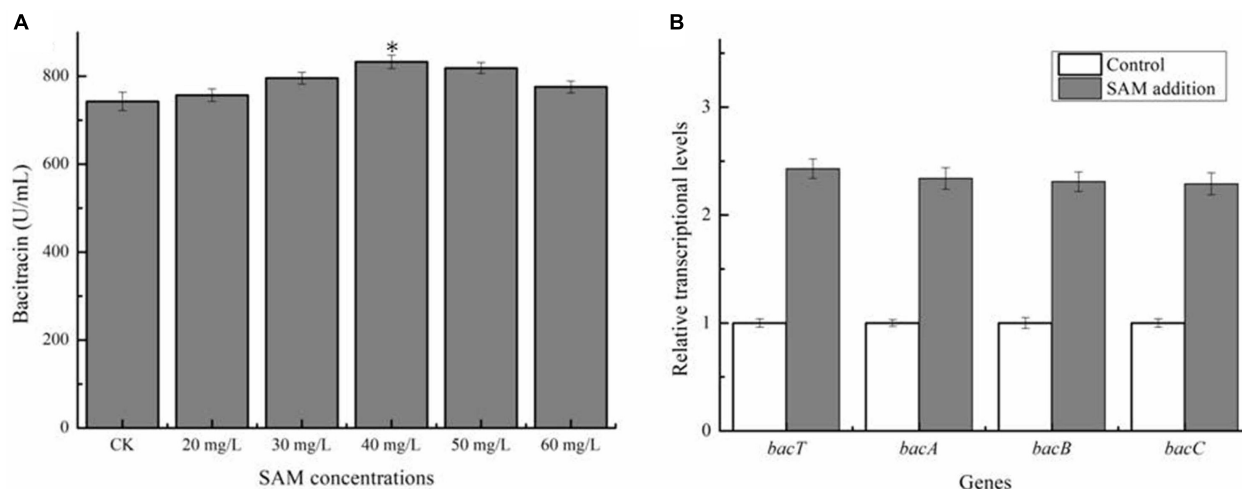 A
Bacitracin (U/mL)
800
600
400
200
0
*
CK 20 mg/L 30 mg/L 40 mg/L 50 mg/L 60 mg/L
SAM concentrations
B
Relative transcriptional levels
3
2
1
0
Control
SAM addition
bacT bacA bacB bacC
Genes